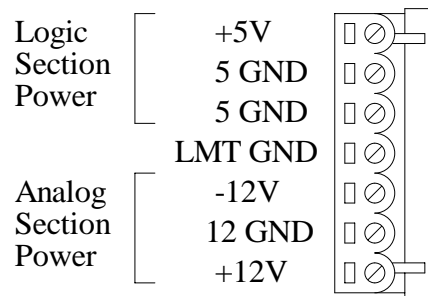 Logic
Section
Power
+5V
5 GND
5 GND
LMT GND
Analog
Section
Power
-12V
12 GND
+12V